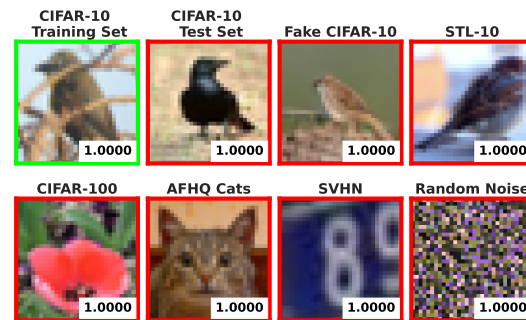 CIFAR-10 Training Set
CIFAR-10 Test Set
Fake CIFAR-10
STL-10
1.0000
1.0000
1.0000
1.0000
CIFAR-100
AFHQ Cats
SVHN
Random Noise
89
1.0000
1.0000
1.0000
1.0000